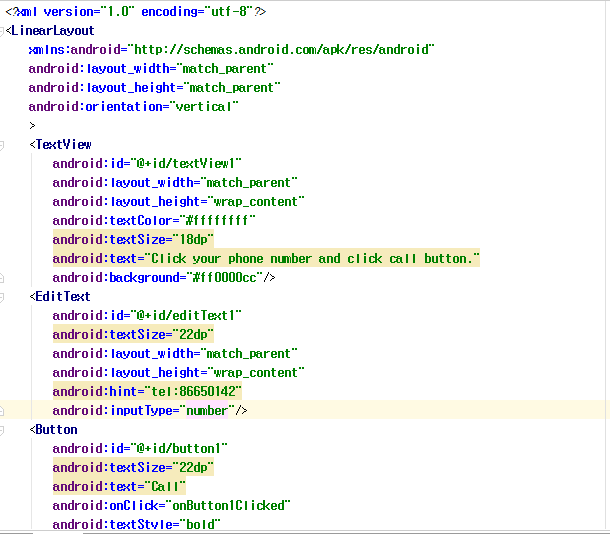 <?xml version="1.0" encoding="utf-8"?>
<LinearLayout
xmlns:android="http://schemas.android.com/apk/res/android"
android:layout_width="match_parent"
android:layout_height="match_parent"
android:orientation="vertical"
>
<TextView
android:id="@+id/textView1"
android:layout_width="match_parent"
android:layout_height="wrap_content"
android:textColor="#ffffffff"
android:textSize="18dp"
android:text="Click your phone number and click call button."
android:background="#ff0000cc"/>
<EditText
android:id="@+id/editText1"
android:textSize="22dp"
android:layout_width="match_parent"
android:layout_height="wrap_content"
android:hint="tel:86650142"
android:inputType="number"/>
<Button
android:id="@+id/button1"
android:textSize="22dp"
android:text="Call"
android:onClick="onButton1Clicked"
android:textStyle="bold"